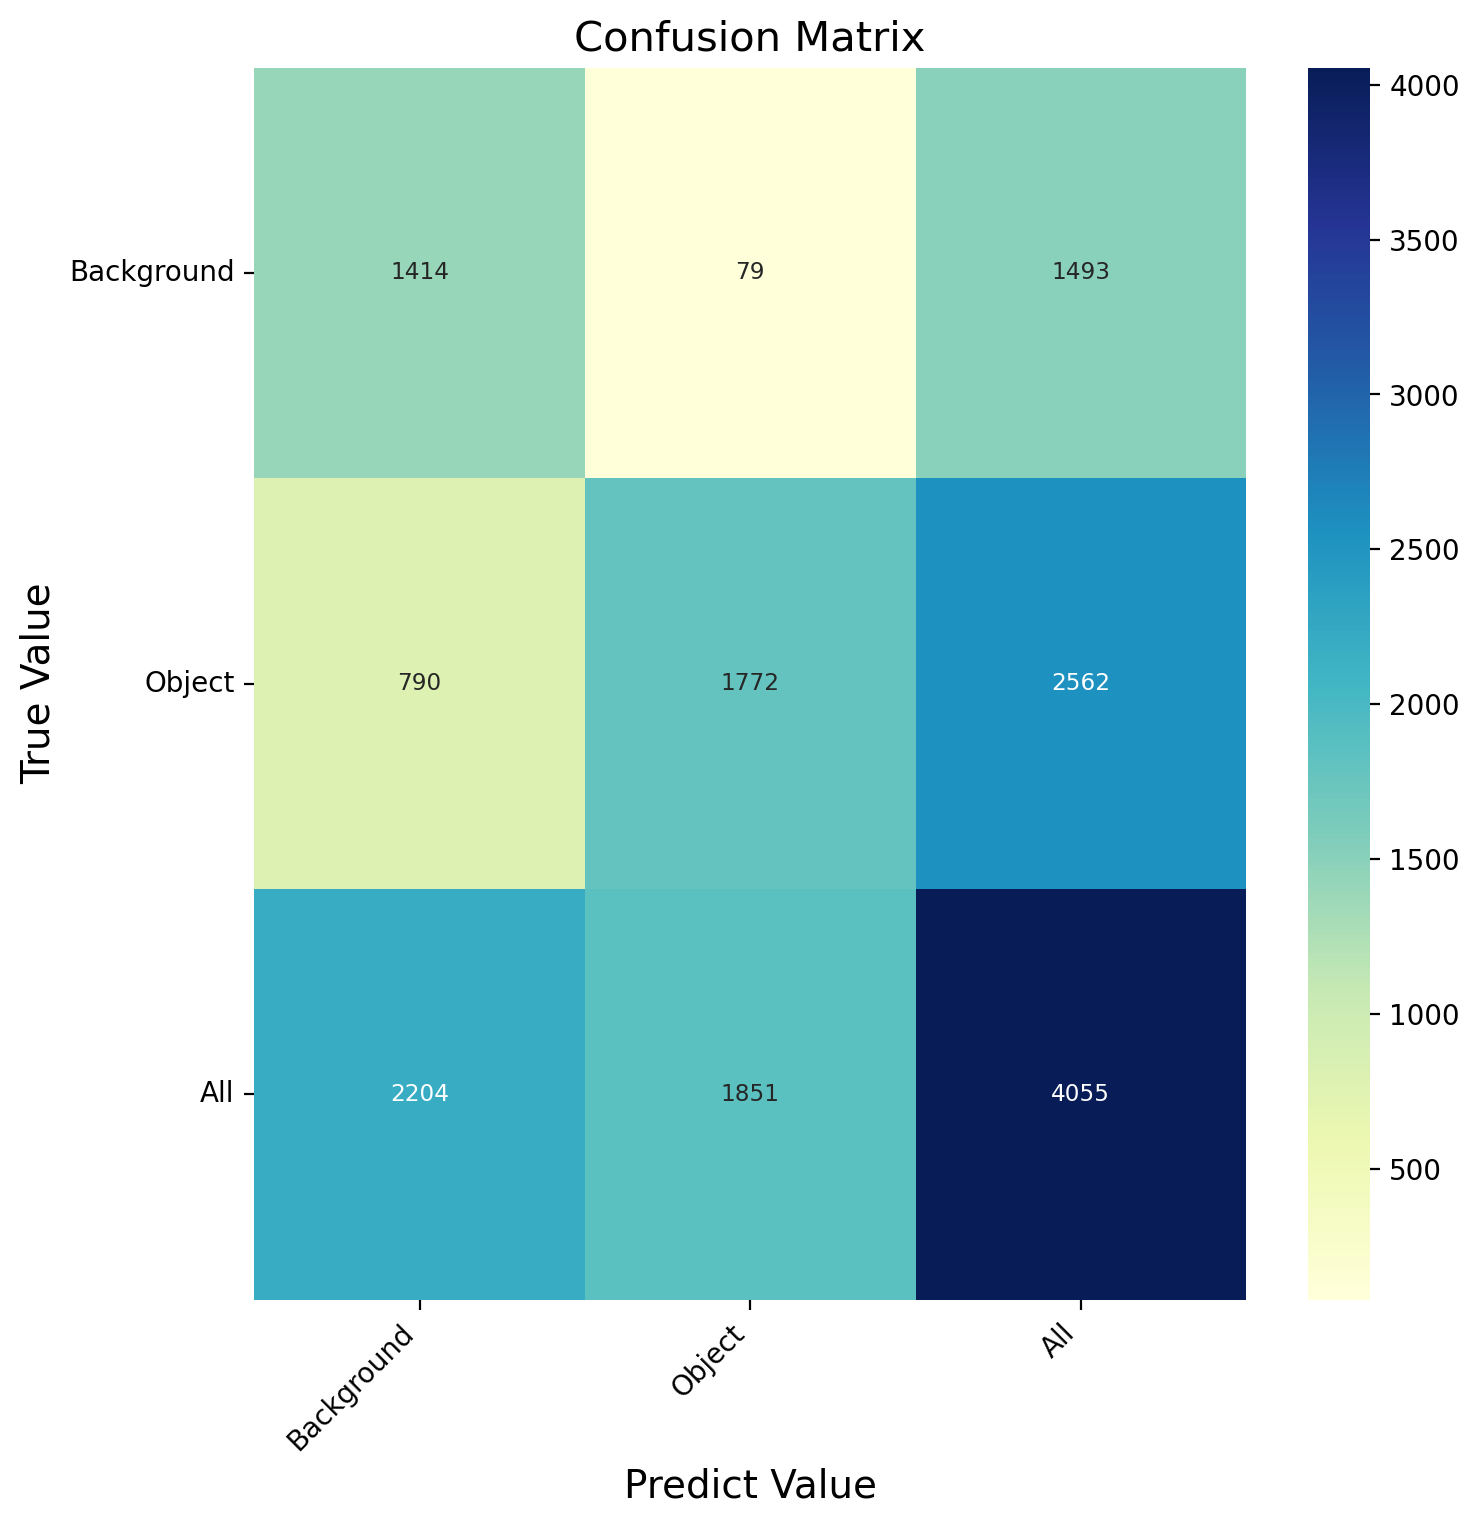 Confusion Matrix
Background 1414 79 1493
Object 790 1772 2562
All 2204 1851 4055
Background Object All
True Value
Predict Value
4000
3500
3000
2500
2000
1500
1000
500